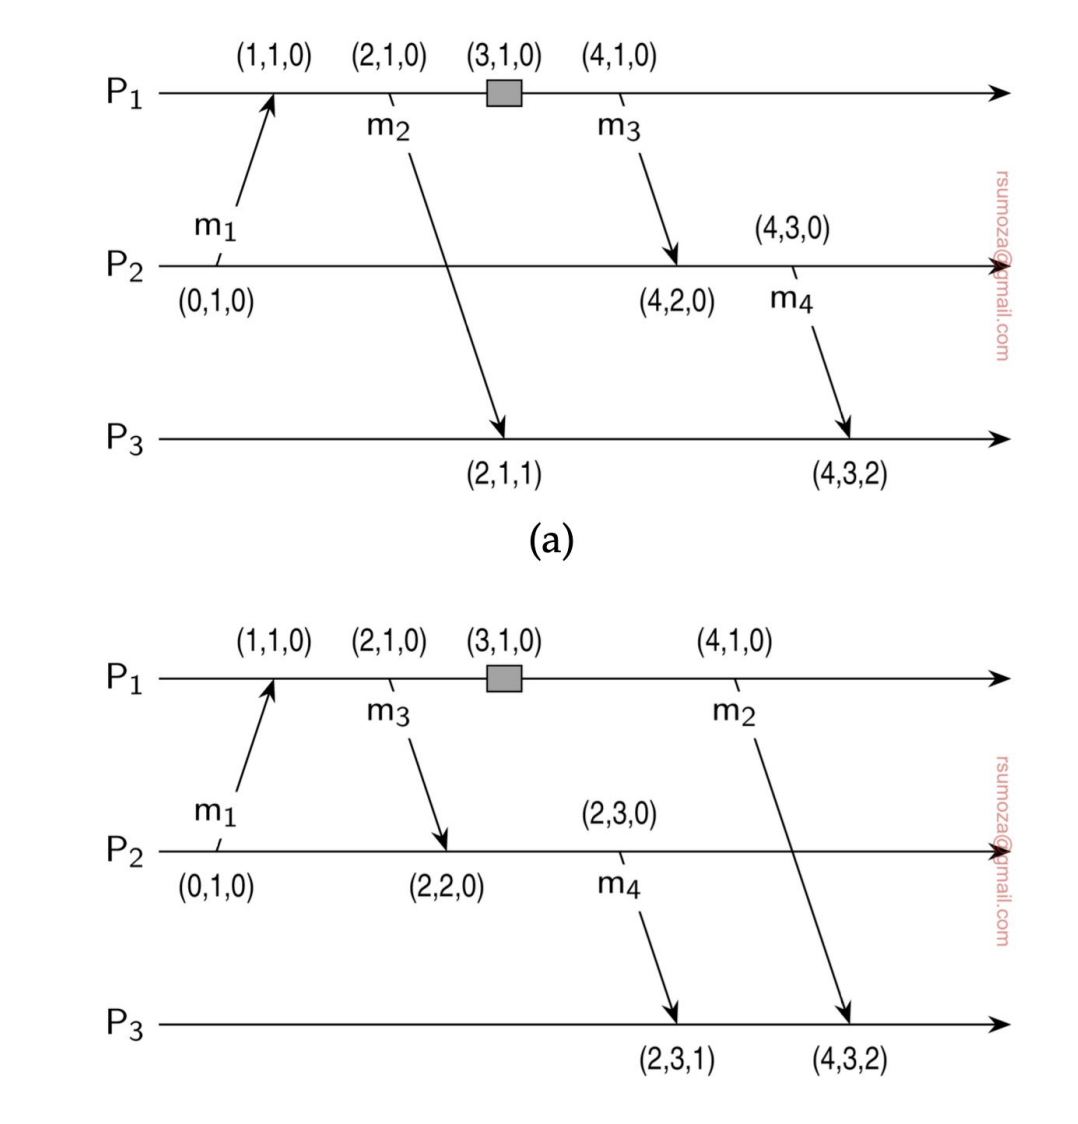 (1,1,0) (2,1,0) (3,1,0) (4,1,0)
P1
m2 m3
m1
(4,3,0)
P2
(0,1,0) (4,2,0) m4
P3
(2,1,1) (4,3,2)
(a)
rsumoza@gmail.com
(1,1,0) (2,1,0) (3,1,0) (4,1,0)
P1
m3 m2
m1
(2,3,0)
P2
(0,1,0) (2,2,0) m4
P3
(2,3,1) (4,3,2)
rsumoza@gmail.com